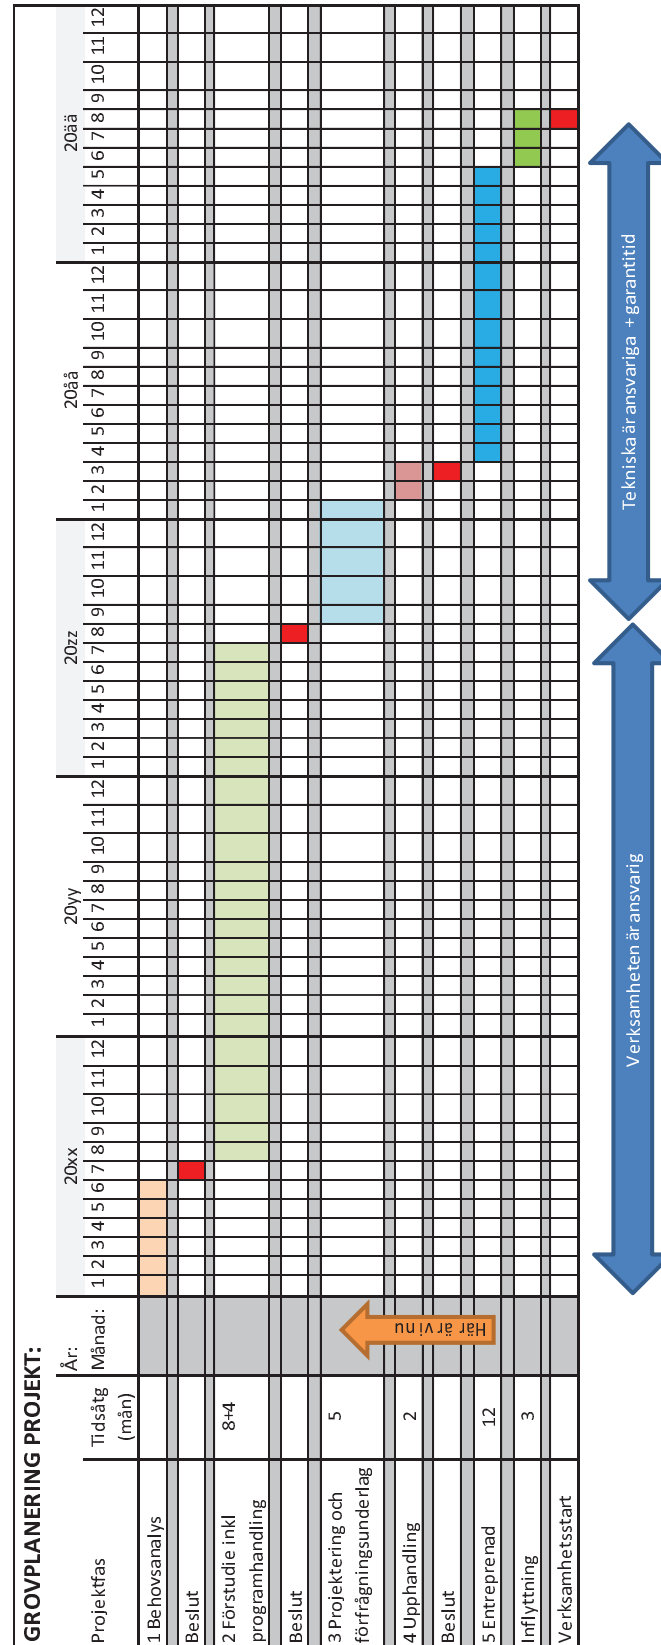 GROVPLANERING PROJEKT:
År: 20xx 20yy 20zz 20åå 20ää
Projektfas Tidsåtg (mån) Månad: 1 2 3 4 5 6 7 8 9 10 11 12 1 2 3 4 5 6 7 8 9 10 11 12 1 2 3 4 5 6 7 8 9 10 11 12 1 2 3 4 5 6 7 8 9 10 11 12 1 2 3 4 5 6 7 8 9 10 11 12
1 Behovsanalys
Beslut
2 Förstudie inkl
programhandling 8+4
Beslut
3 Projektering och
förfrågningsunderlag 5
4 Upphandling 2
Beslut
5 Entreprenad 12
Inflyttning 3
Verksamhetsstart
Här är vi nu
Verksamheten är ansvarig
Tekniska är ansvariga + garantitid